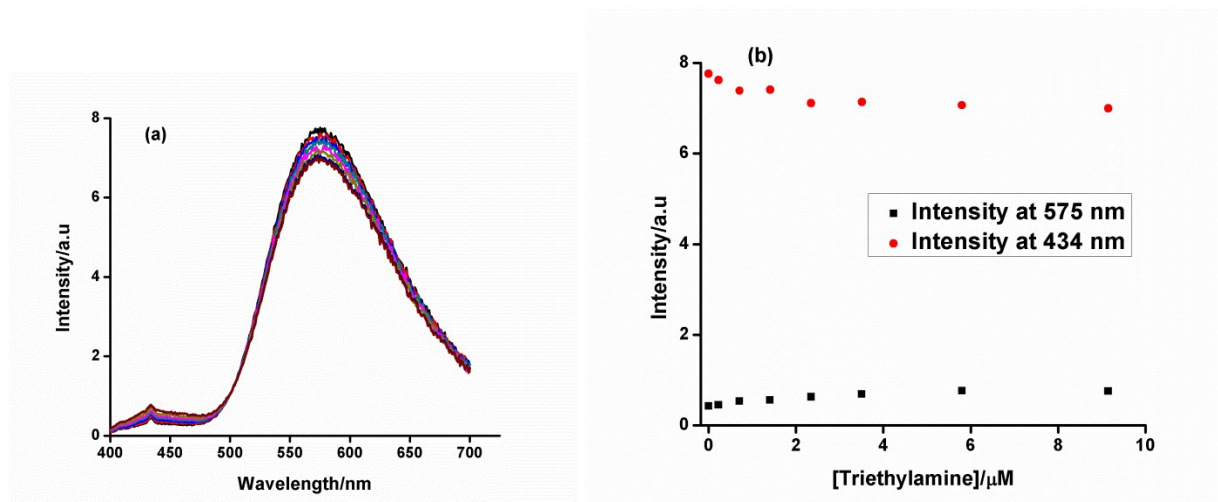 (a)
8
6
4
2
0
400 450 500 550 600 650 700
Intensity/a.u
Wavelength/nm
(b)
8
6
4
2
0
0 2 4 6 8 10
Intensity/a.u
Intensity at 575 nm
Intensity at 434 nm
[Triethylamine]/μM